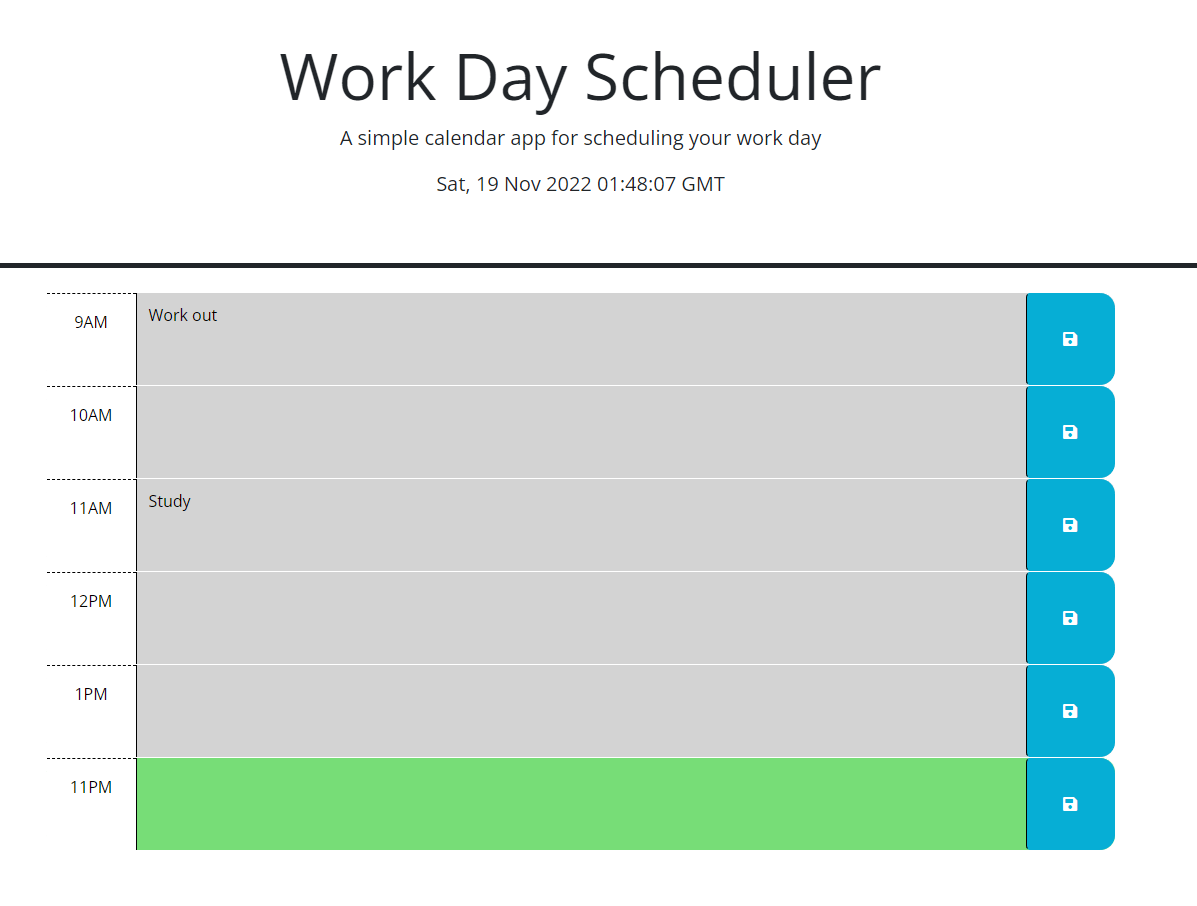 Work Day Scheduler
A simple calendar app for scheduling your work day
Sat, 19 Nov 2022 01:48:07 GMT
9AM
Work out
10AM
11AM
Study
12PM
1PM
11PM